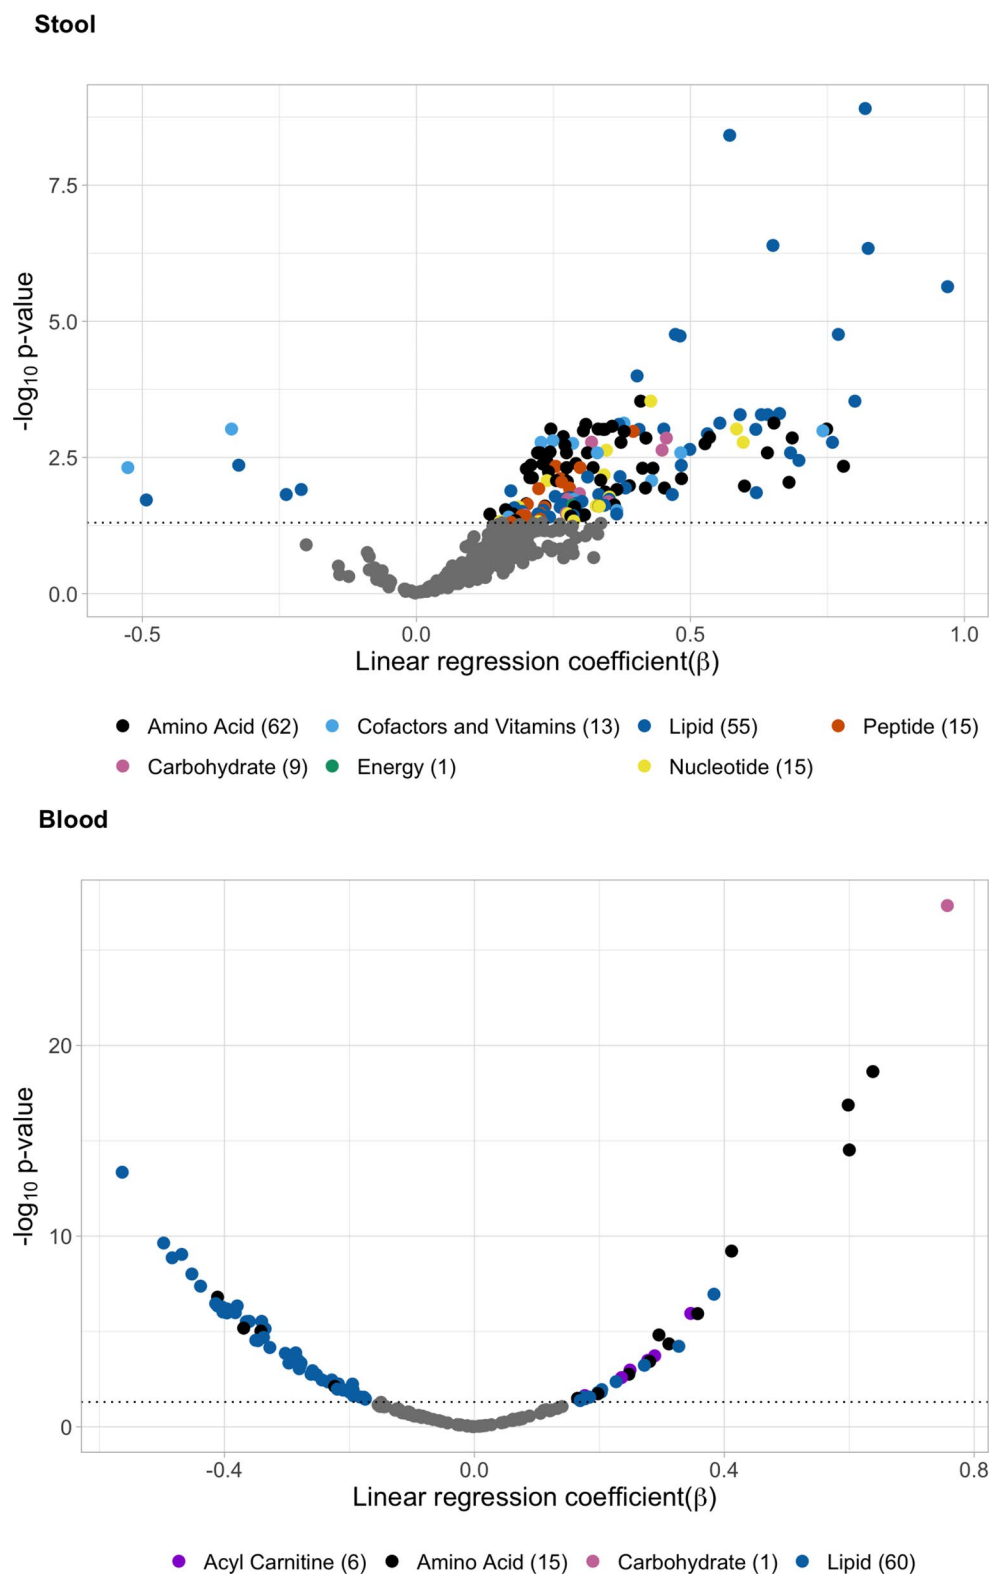 Stool
7.5
5.0
2.5
0.0
-log10 p-value
-0.5 0.0 0.5 1.0
Linear regression coefficient(β)
Amino Acid (62) Cofactors and Vitamins (13) Lipid (55) Peptide (15)
Carbohydrate (9) Energy (1) Nucleotide (15)
Blood
20
10
0
-log10 p-value
-0.4 0.0 0.4 0.8
Linear regression coefficient(β)
Acyl Carnitine (6) Amino Acid (15) Carbohydrate (1) Lipid (60)